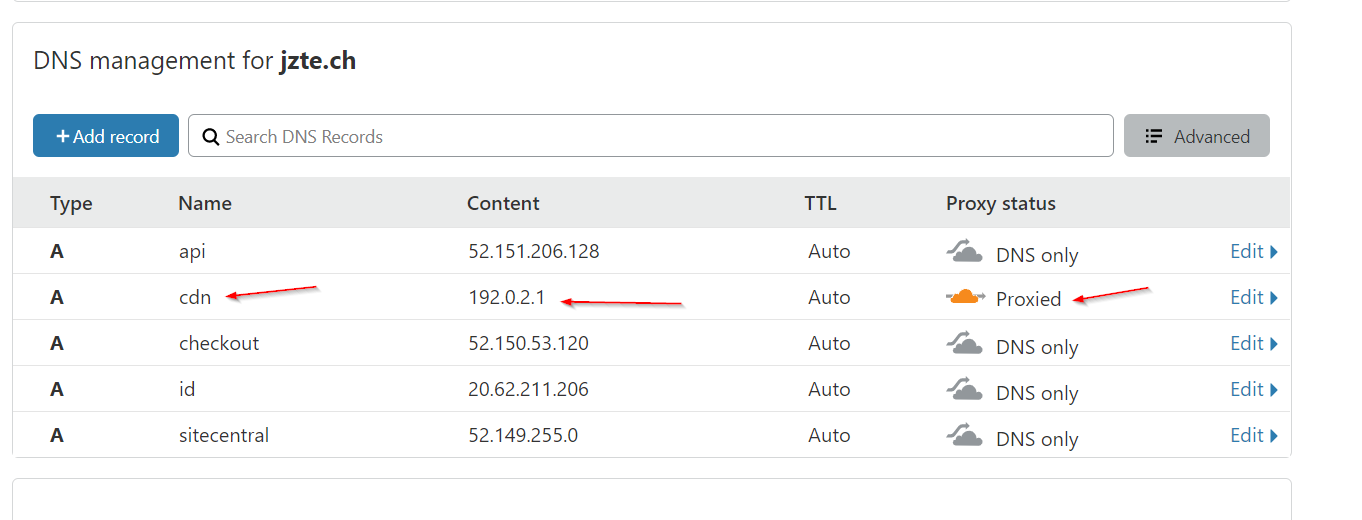 DNS management for jzte.ch
+ Add record
Search DNS Records
Advanced
Type Name Content TTL Proxy status
A api 52.151.206.128 Auto DNS only Edit
A cdn 192.0.2.1 Auto Proxied Edit
A checkout 52.150.53.120 Auto DNS only Edit
A id 20.62.211.206 Auto DNS only Edit
A sitecentral 52.149.255.0 Auto DNS only Edit